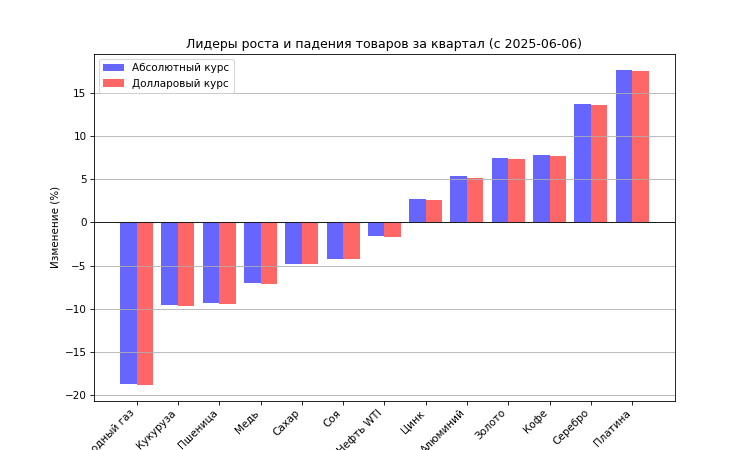 Лидеры роста и падения товаров за квартал (с 2025-06-06)
Абсолютный курс
Долларовый курс
Изменение (%)
15
10
5
0
−5
−10
−15
−20
одный газ
Кукуруза
Пшеница
Медь
Сахар
Соя
Нефть WTI
Цинк
Алюминий
Золото
Кофе
Серебро
Платина